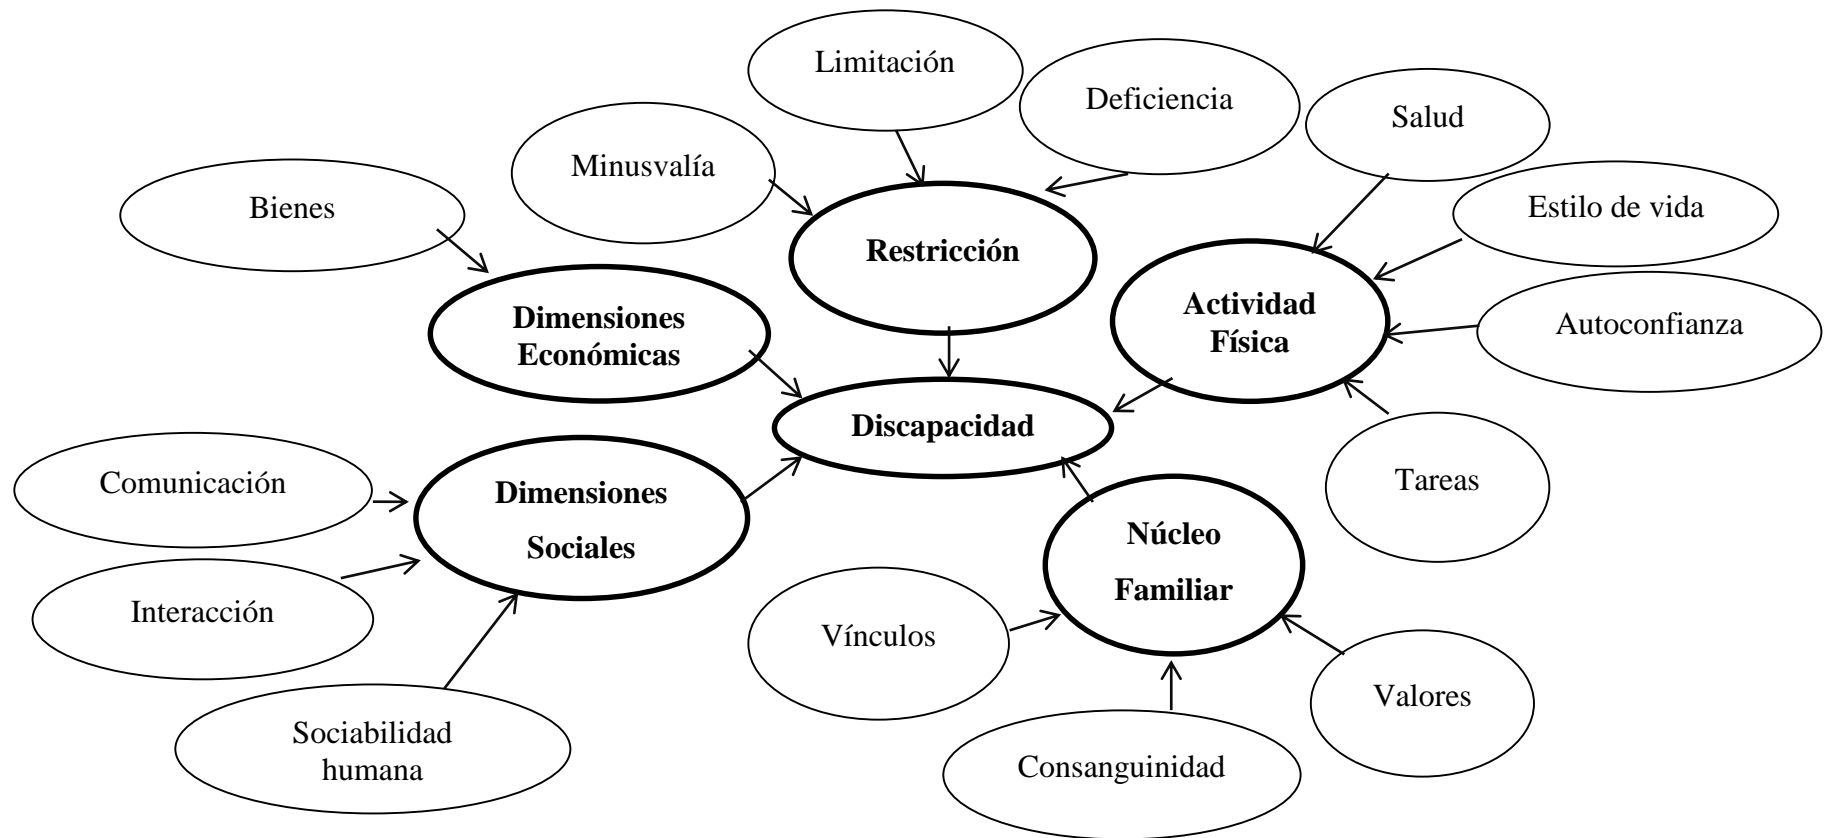 Limitación
Deficiencia
Salud
Minusvalía
Estilo de vida
Bienes
Restricción
Dimensiones
Económicas
Actividad
Física
Autoconfianza
Discapacidad
Comunicación
Dimensiones
Sociales
Tareas
Núcleo
Familiar
Interacción
Vínculos
Valores
Sociabilidad
humana
Consanguinidad